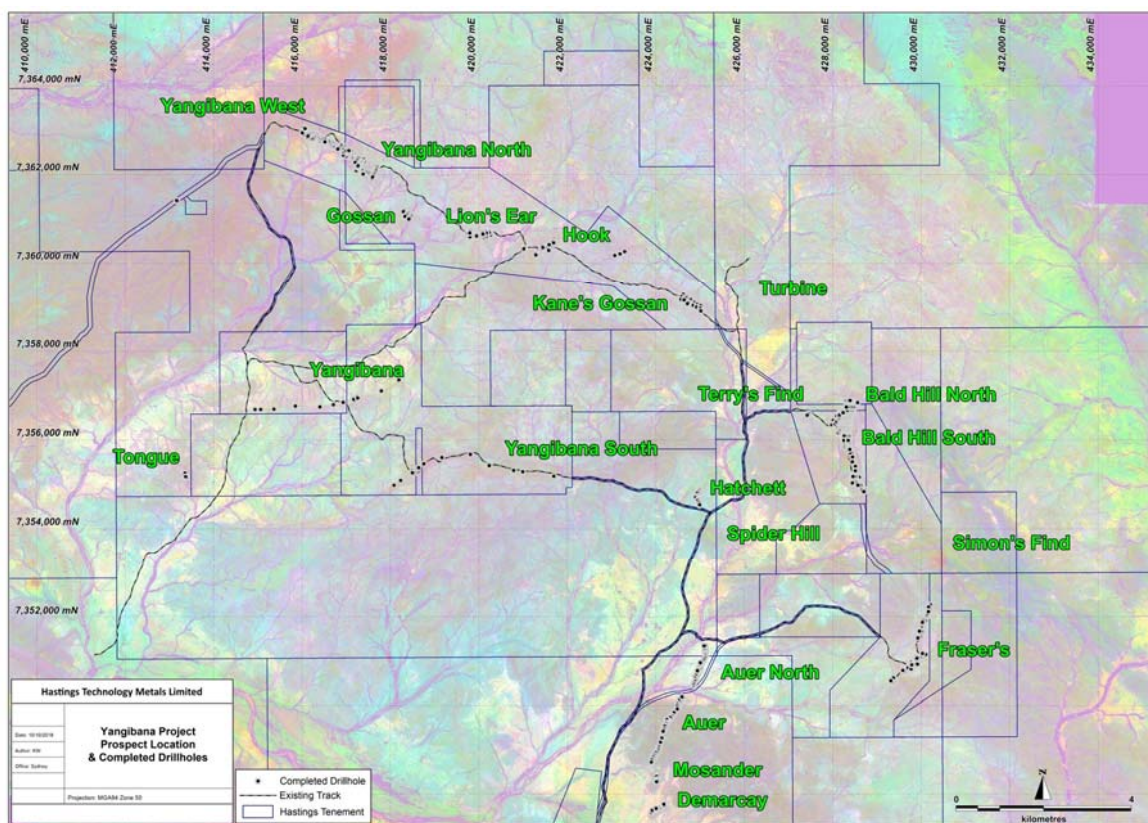 410,000 mE
412,000 mE
414,000 mE
416,000 mE
418,000 mE
420,000 mE
422,000 mE
424,000 mE
426,000 mE
428,000 mE
430,000 mE
432,000 mE
434,000 mE
7,364,000 mN
Yangibana West
Yangibana North
7,362,000 mN
Gossan
Lion's Ear
Hook
7,360,000 mN
Turbine
Kane's Gossan
7,358,000 mN
Yangibana
Terry's Find
Bald Hill North
7,356,000 mN
Bald Hill South
Yangibana South
Tongue
Hatchett
7,354,000 mN
Spider Hill
Simon's Find
7,352,000 mN
Fraser's
Auer North
Auer
Mosander
Demarcay
Hastings Technology Metals Limited
Author: KW
Office: Sydney
Yangibana Project
Prospect Location
& Completed Drillholes
Completed Drillhole
Existing Track
Hastings Tenement
N
0 4
kilometres